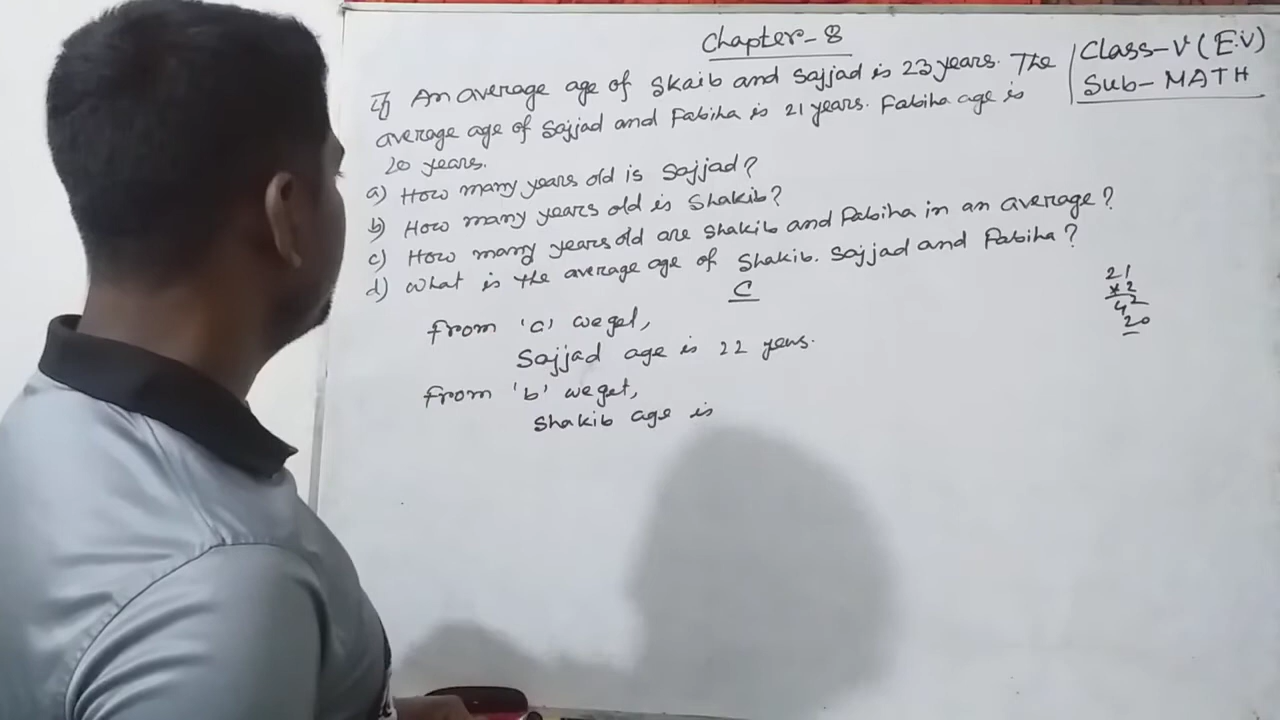 Chapter-8
Class-V (E.V)
Sub-MATH
An average age of Skaib and Sajjad is 23 years. The
average age of Sajjad and Fabiha is 21 years. Fabiha age is
20 years.
a) How many years old is Sajjad?
b) How many years old is Shakib?
c) How many years old are Shakib and Fabiha in an average?
d) What is the average age of Shakib. Sajjad and Fabiha?
C
From 'a' we get,
Sajjad age is 22 years.
From 'b' we get,
Shakib age is
21
×2
42
20